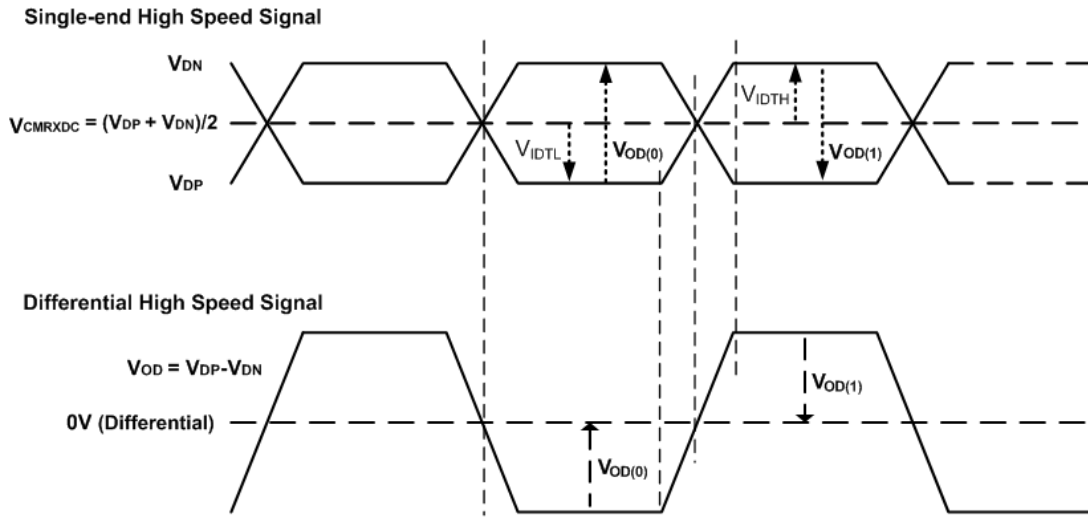 Single-end High Speed Signal
VDN
VCMRXDC = (VDP + VDN)/2
VDP
VIDTL
VOD(0)
VIDTH
VOD(1)
Differential High Speed Signal
VOD = VDP-VDN
0V (Differential)
VOD(0)
VOD(1)